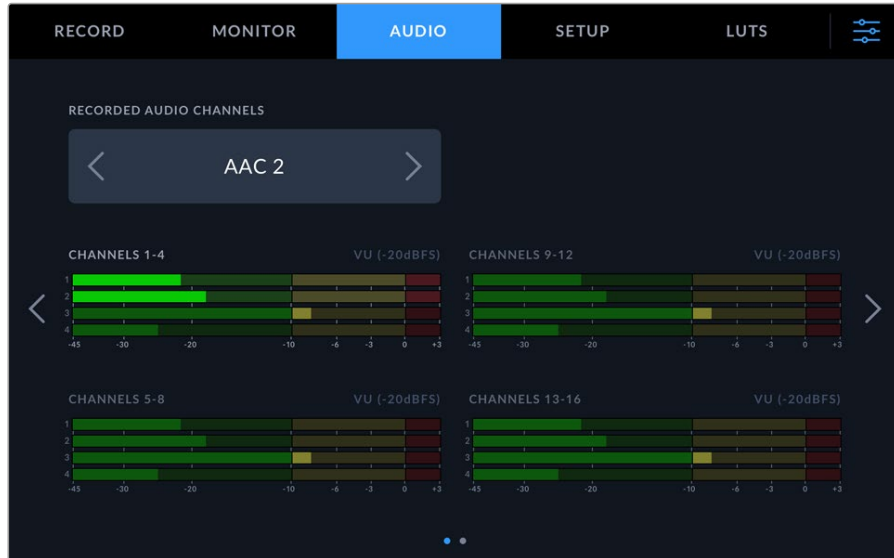 RECORD MONITOR AUDIO SETUP LUTS
RECORDED AUDIO CHANNELS
AAC 2
CHANNELS 1-4 VU (-20dBFS) CHANNELS 9-12 VU (-20dBFS)
1 1
2 2
3 3
4 4
-45 -30 -20 -10 -6 -3 0 +3 -45 -30 -20 -10 -6 -3 0 +3
CHANNELS 5-8 VU (-20dBFS) CHANNELS 13-16 VU (-20dBFS)
1 1
2 2
3 3
4 4
-45 -30 -20 -10 -6 -3 0 +3 -45 -30 -20 -10 -6 -3 0 +3